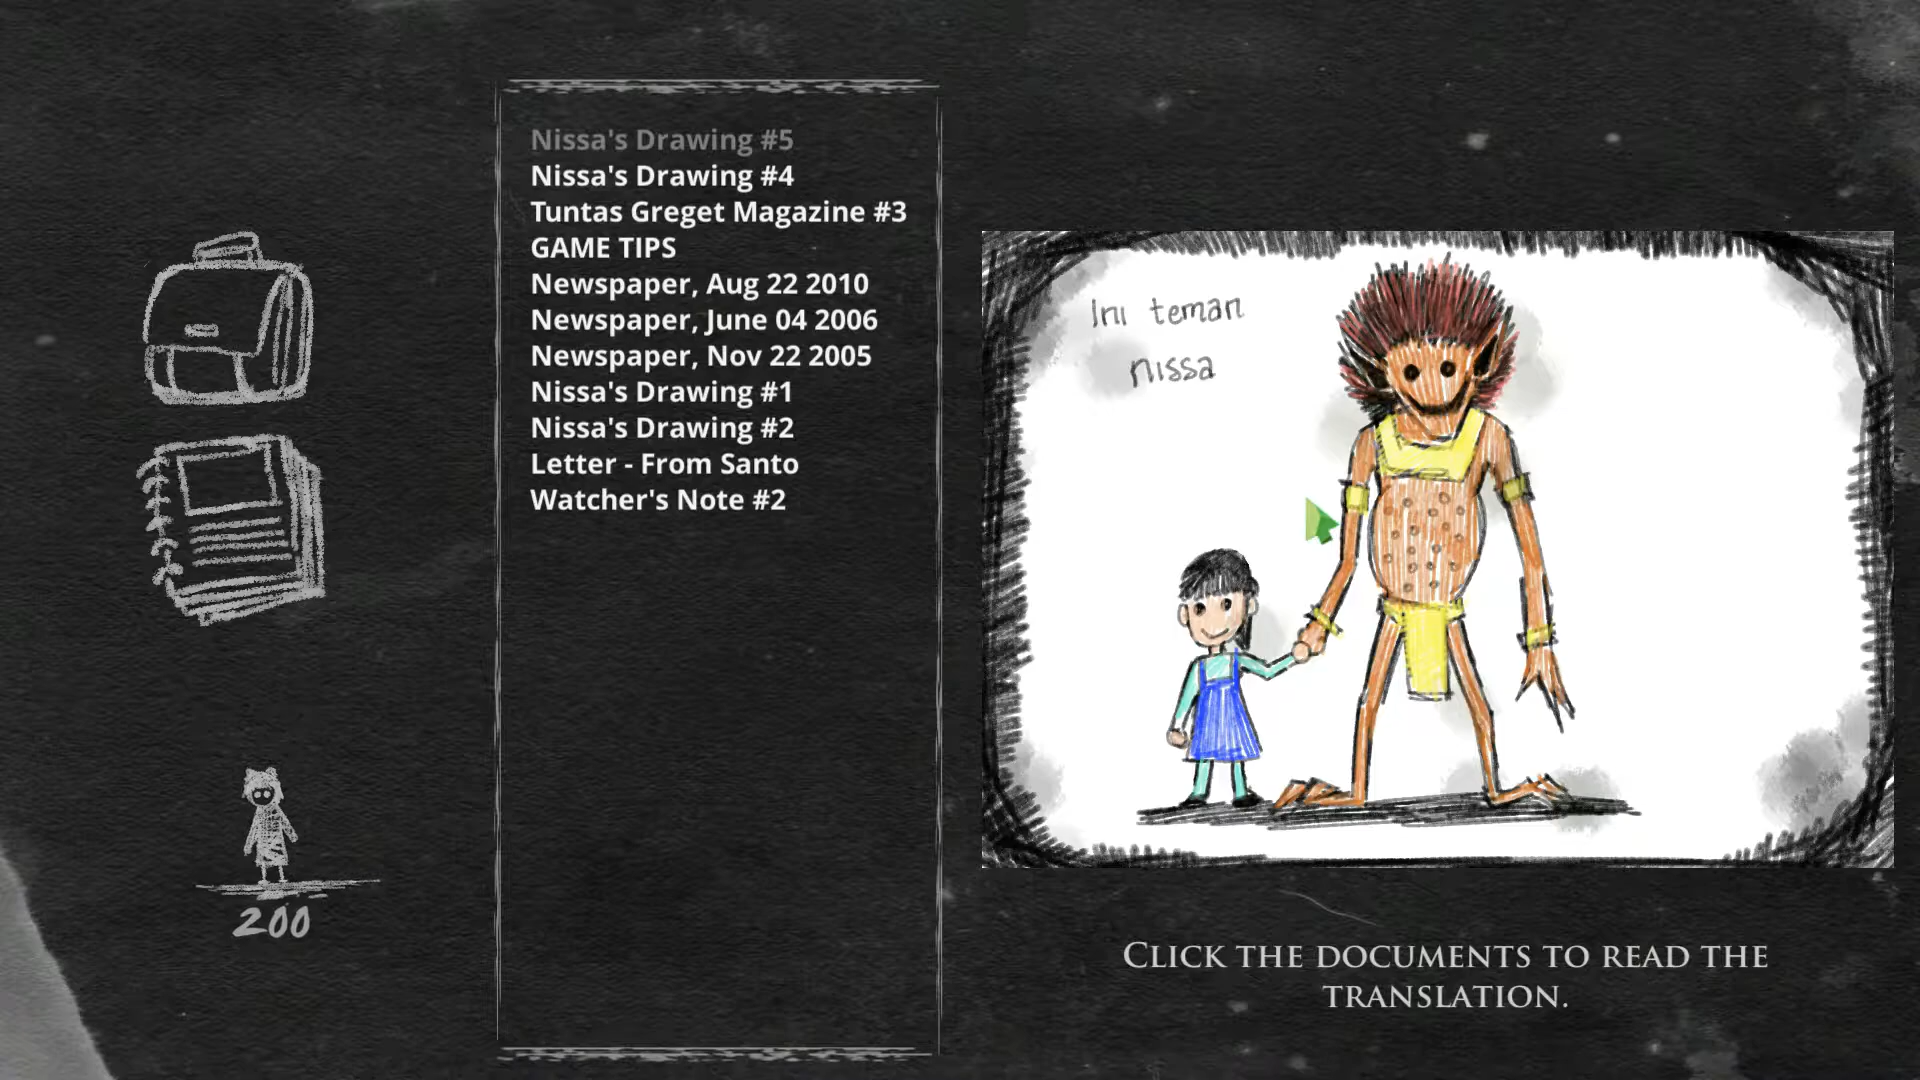 Nissa's Drawing #5
Nissa's Drawing #4
Tuntas Greget Magazine #3
GAME TIPS
Newspaper, Aug 22 2010
Newspaper, June 04 2006
Newspaper, Nov 22 2005
Nissa's Drawing #1
Nissa's Drawing #2
Letter - From Santo
Watcher's Note #2
200
Ini teman
nissa
CLICK THE DOCUMENTS TO READ THE
TRANSLATION.